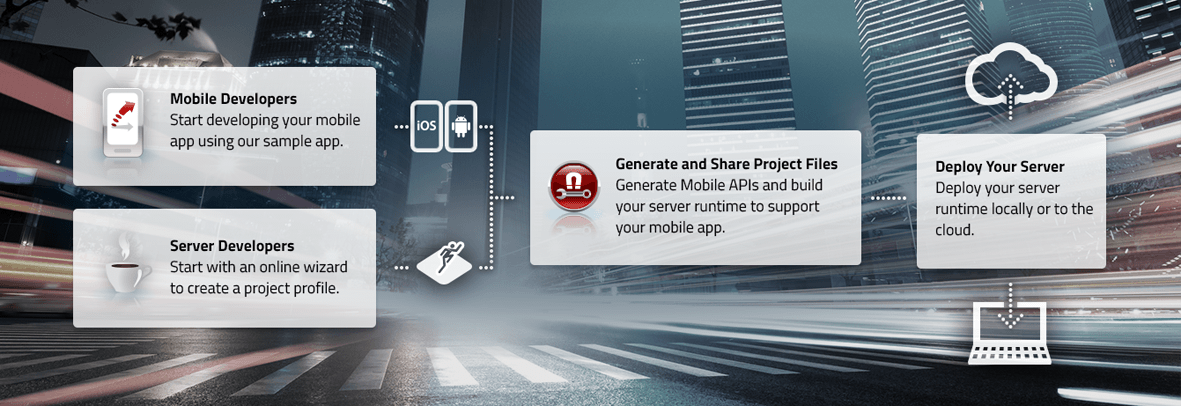 Mobile Developers
Start developing your mobile
app using our sample app.
iOS
Server Developers
Start with an online wizard
to create a project profile.
Generate and Share Project Files
Generate Mobile APIs and build
your server runtime to support
your mobile app.
Deploy Your Server
Deploy your server
runtime locally or to the
cloud.